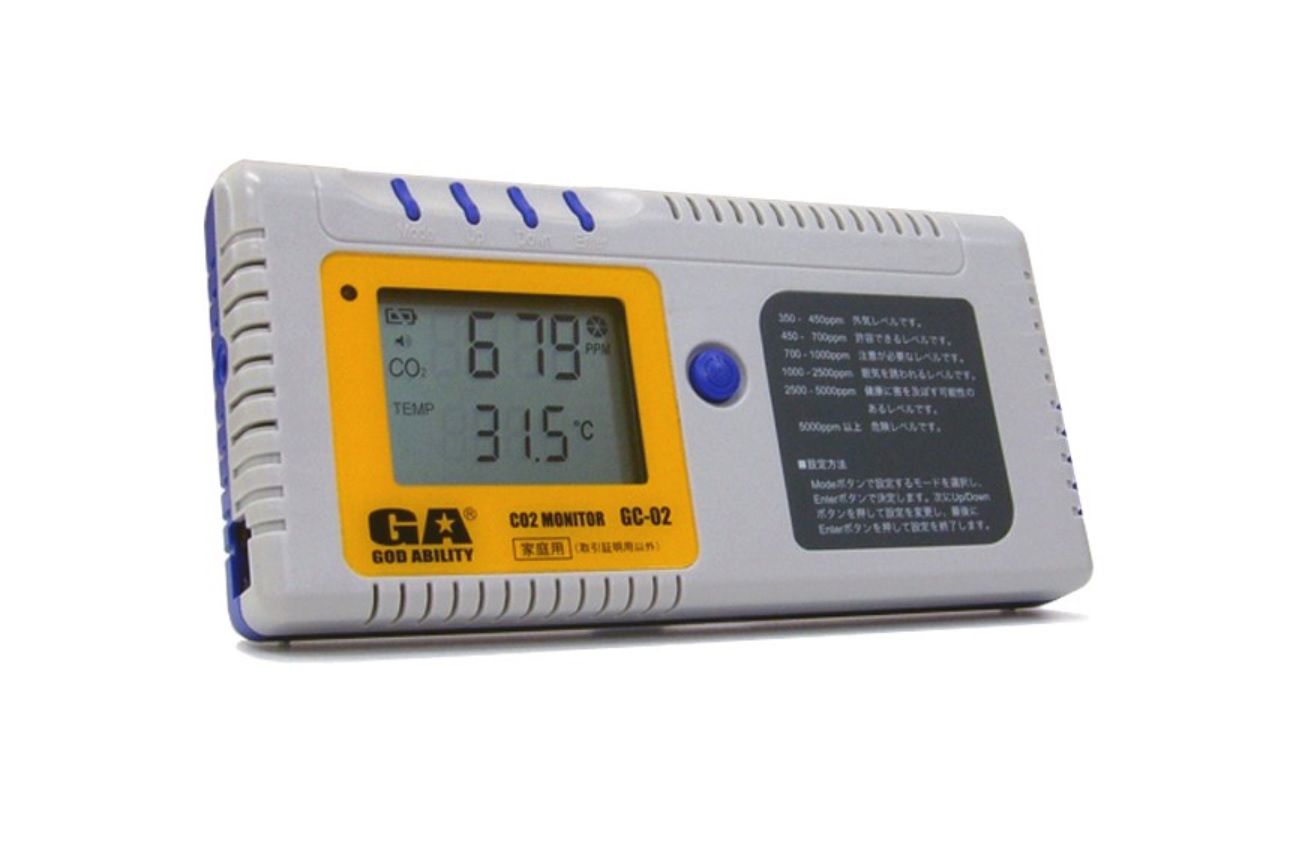 Mode Up Down Enter
679 PPM
CO₂
TEMP
31.5 °C
GA®
GOD ABILITY
CO2 MONITOR GC-02
家庭用 (取引証明用以外)
350 - 450ppm 外気レベルです。
450 - 700ppm 許容できるレベルです。
700 - 1000ppm 注意が必要なレベルです。
1000 - 2500ppm 眠気を誘われるレベルです。
2500 - 5000ppm 健康に害を及ぼす可能性の
あるレベルです。
5000ppm 以上 危険レベルです。
■設定方法
Modeボタンで設定するモードを選択し、
Enterボタンで決定します。次にUp/Down
ボタンを押して設定を変更し、最後に
Enterボタンを押して設定を終了します。